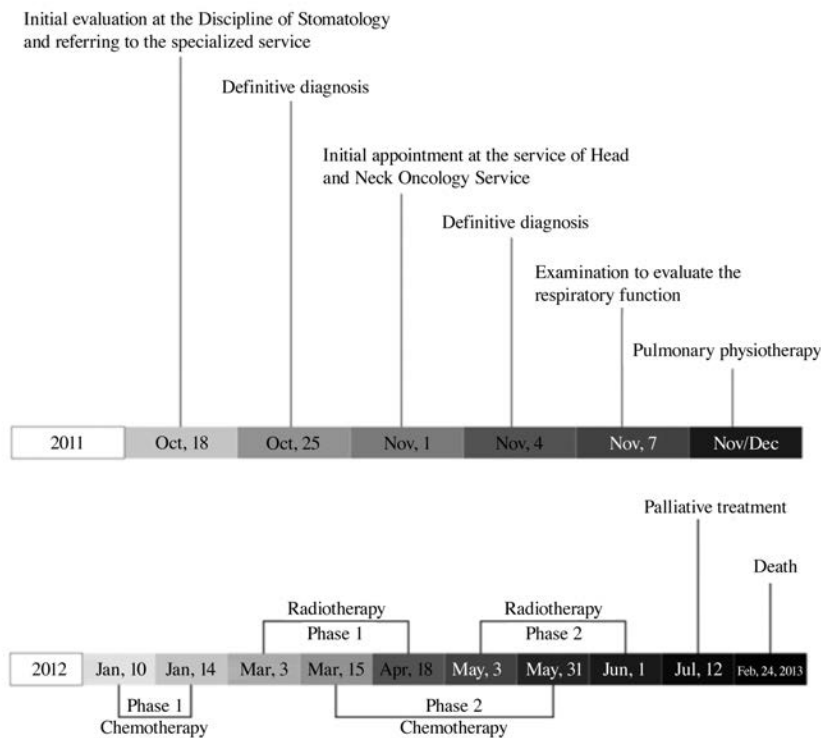 Initial evaluation at the Discipline of Stomatology
and referring to the specialized service
Definitive diagnosis
Initial appointment at the service of Head
and Neck Oncology Service
Definitive diagnosis
Examination to evaluate the
respiratory function
Pulmonary physiotherapy
2011 Oct, 18 Oct, 25 Nov, 1 Nov, 4 Nov, 7 Nov/Dec
Palliative treatment
Death
Radiotherapy Radiotherapy
Phase 1 Phase 2
2012 Jan, 10 Jan, 14 Mar, 3 Mar, 15 Apr, 18 May, 3 May, 31 Jun, 1 Jul, 12 Feb, 24, 2013
Phase 1 Phase 2
Chemotherapy Chemotherapy